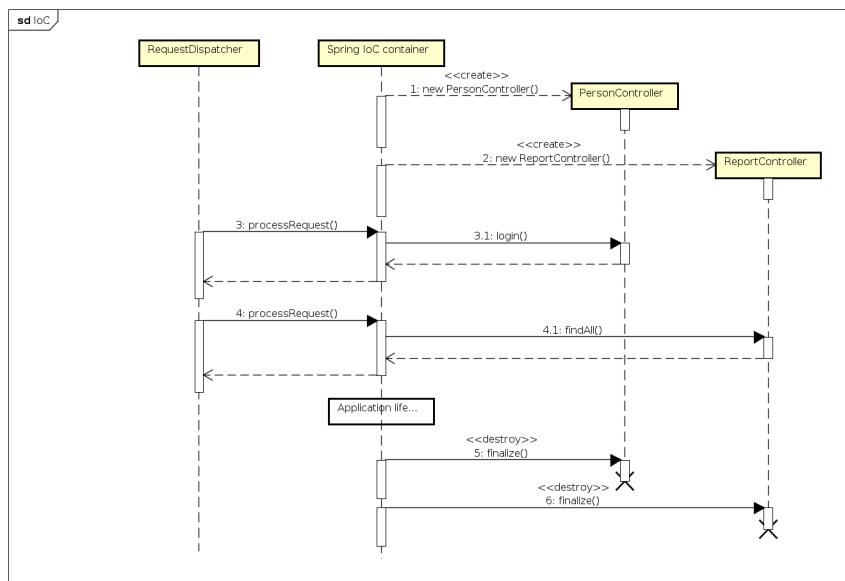 sd IoC
RequestDispatcher
Spring IoC container
<<create>>
1: new PersonController()
PersonController
<<create>>
2: new ReportController()
ReportController
3: processRequest()
3.1: login()
4: processRequest()
4.1: findAll()
Application life...
<<destroy>>
5: finalize()
<<destroy>>
6: finalize()